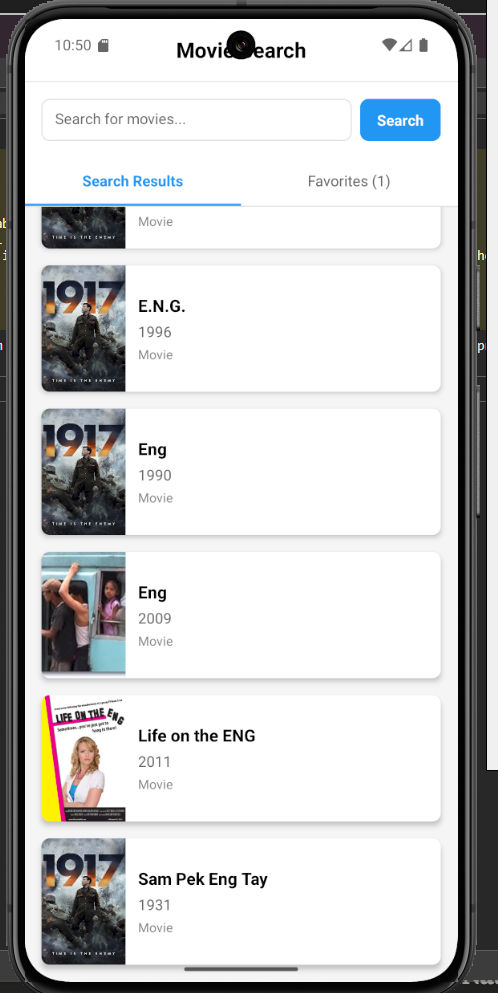 10:50
Movie Search
Search for movies...
Search
Search Results
Favorites (1)
TIME IS THE ENEMY
Movie
1917
TIME IS THE ENEMY
E.N.G.
1996
Movie
1917
TIME IS THE ENEMY
Eng
1990
Movie
Eng
2009
Movie
LIFE ON THE ENG
Life on the ENG
2011
Movie
1917
TIME IS THE ENEMY
Sam Pek Eng Tay
1931
Movie